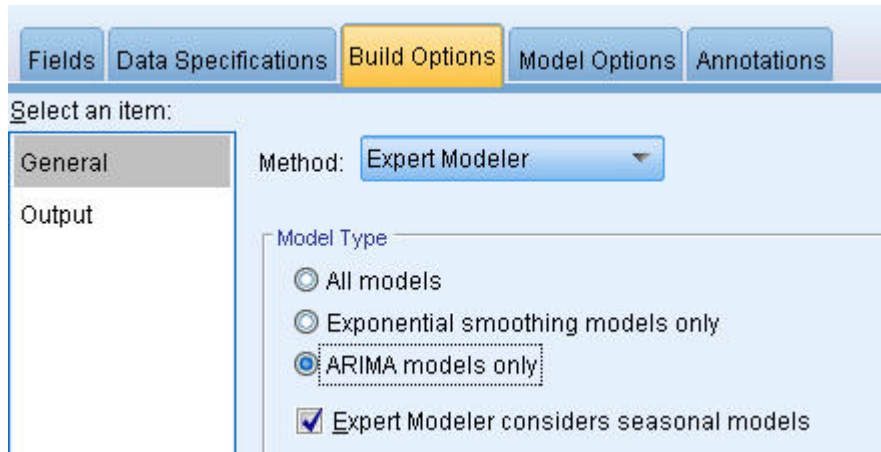 Fields Data Specifications Build Options Model Options Annotations
Select an item:
General
Output
Method: Expert Modeler
Model Type
All models
Exponential smoothing models only
ARIMA models only
Expert Modeler considers seasonal models